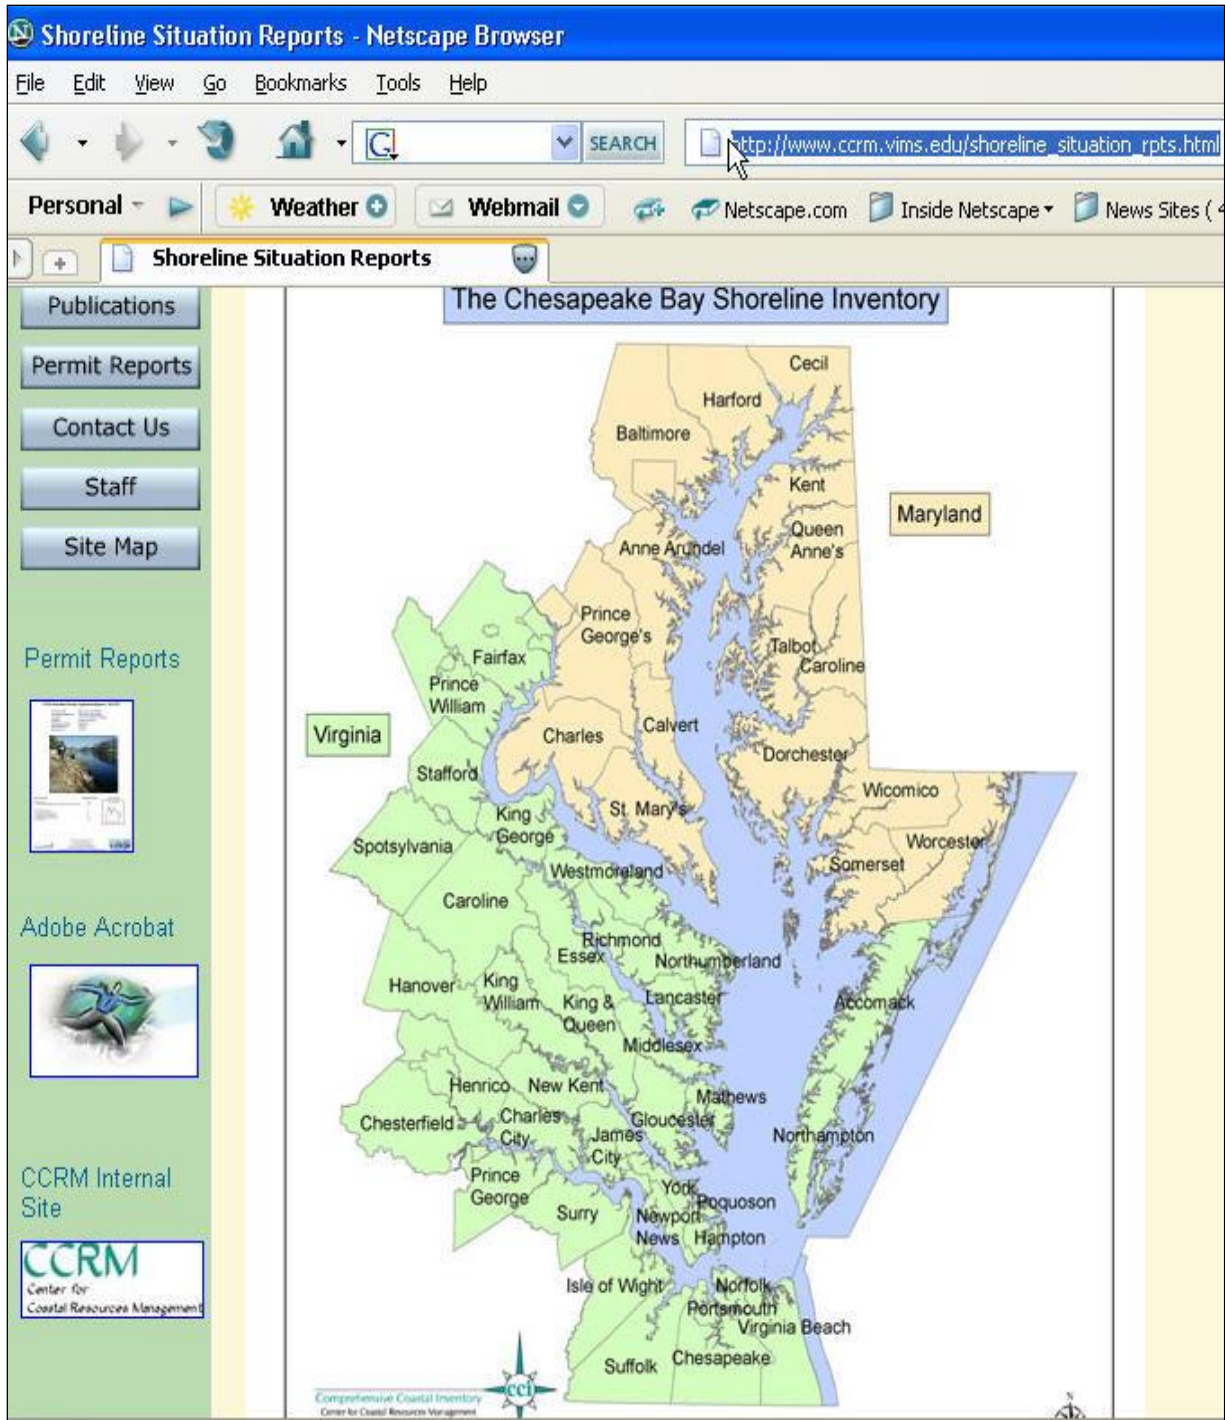 Shoreline Situation Reports - Netscape Browser
File Edit View Go Bookmarks Tools Help
G SEARCH http://www.ccrm.vims.edu/shoreline_situation_rpts.html
Personal Weather Webmail Netscape.com Inside Netscape News Sites ( 4
Shoreline Situation Reports
Publications
Permit Reports
Contact Us
Staff
Site Map
Permit Reports
Adobe Acrobat
CCRM Internal
Site
CCRM
Center for
Coastal Resources Management
The Chesapeake Bay Shoreline Inventory
Cecil
Harford
Baltimore
Kent
Maryland
Queen
Anne's
Anne Arundel
Prince
George's
Fairfax
Talbot
Caroline
Prince
William
Virginia
Charles
Calvert
Dorchester
Stafford
Wicomico
King
George
St. Mary's
Worcester
Spotsylvania
Somerset
Westmoreland
Caroline
Richmond
Essex
Northumberland
Hanover
King
William
King &
Queen
Lancaster
Accomack
Middlesex
Henrico
New Kent
Mathews
Chesterfield
Charles
City
James
City
Gloucester
Northampton
Prince
George
York
Poquoson
Surry
Newport
News
Hampton
Isle of Wight
Norfolk
Portsmouth
Virginia Beach
Suffolk
Chesapeake
cci
Comprehensive Coastal Inventory
Center for Coastal Resources Management
N